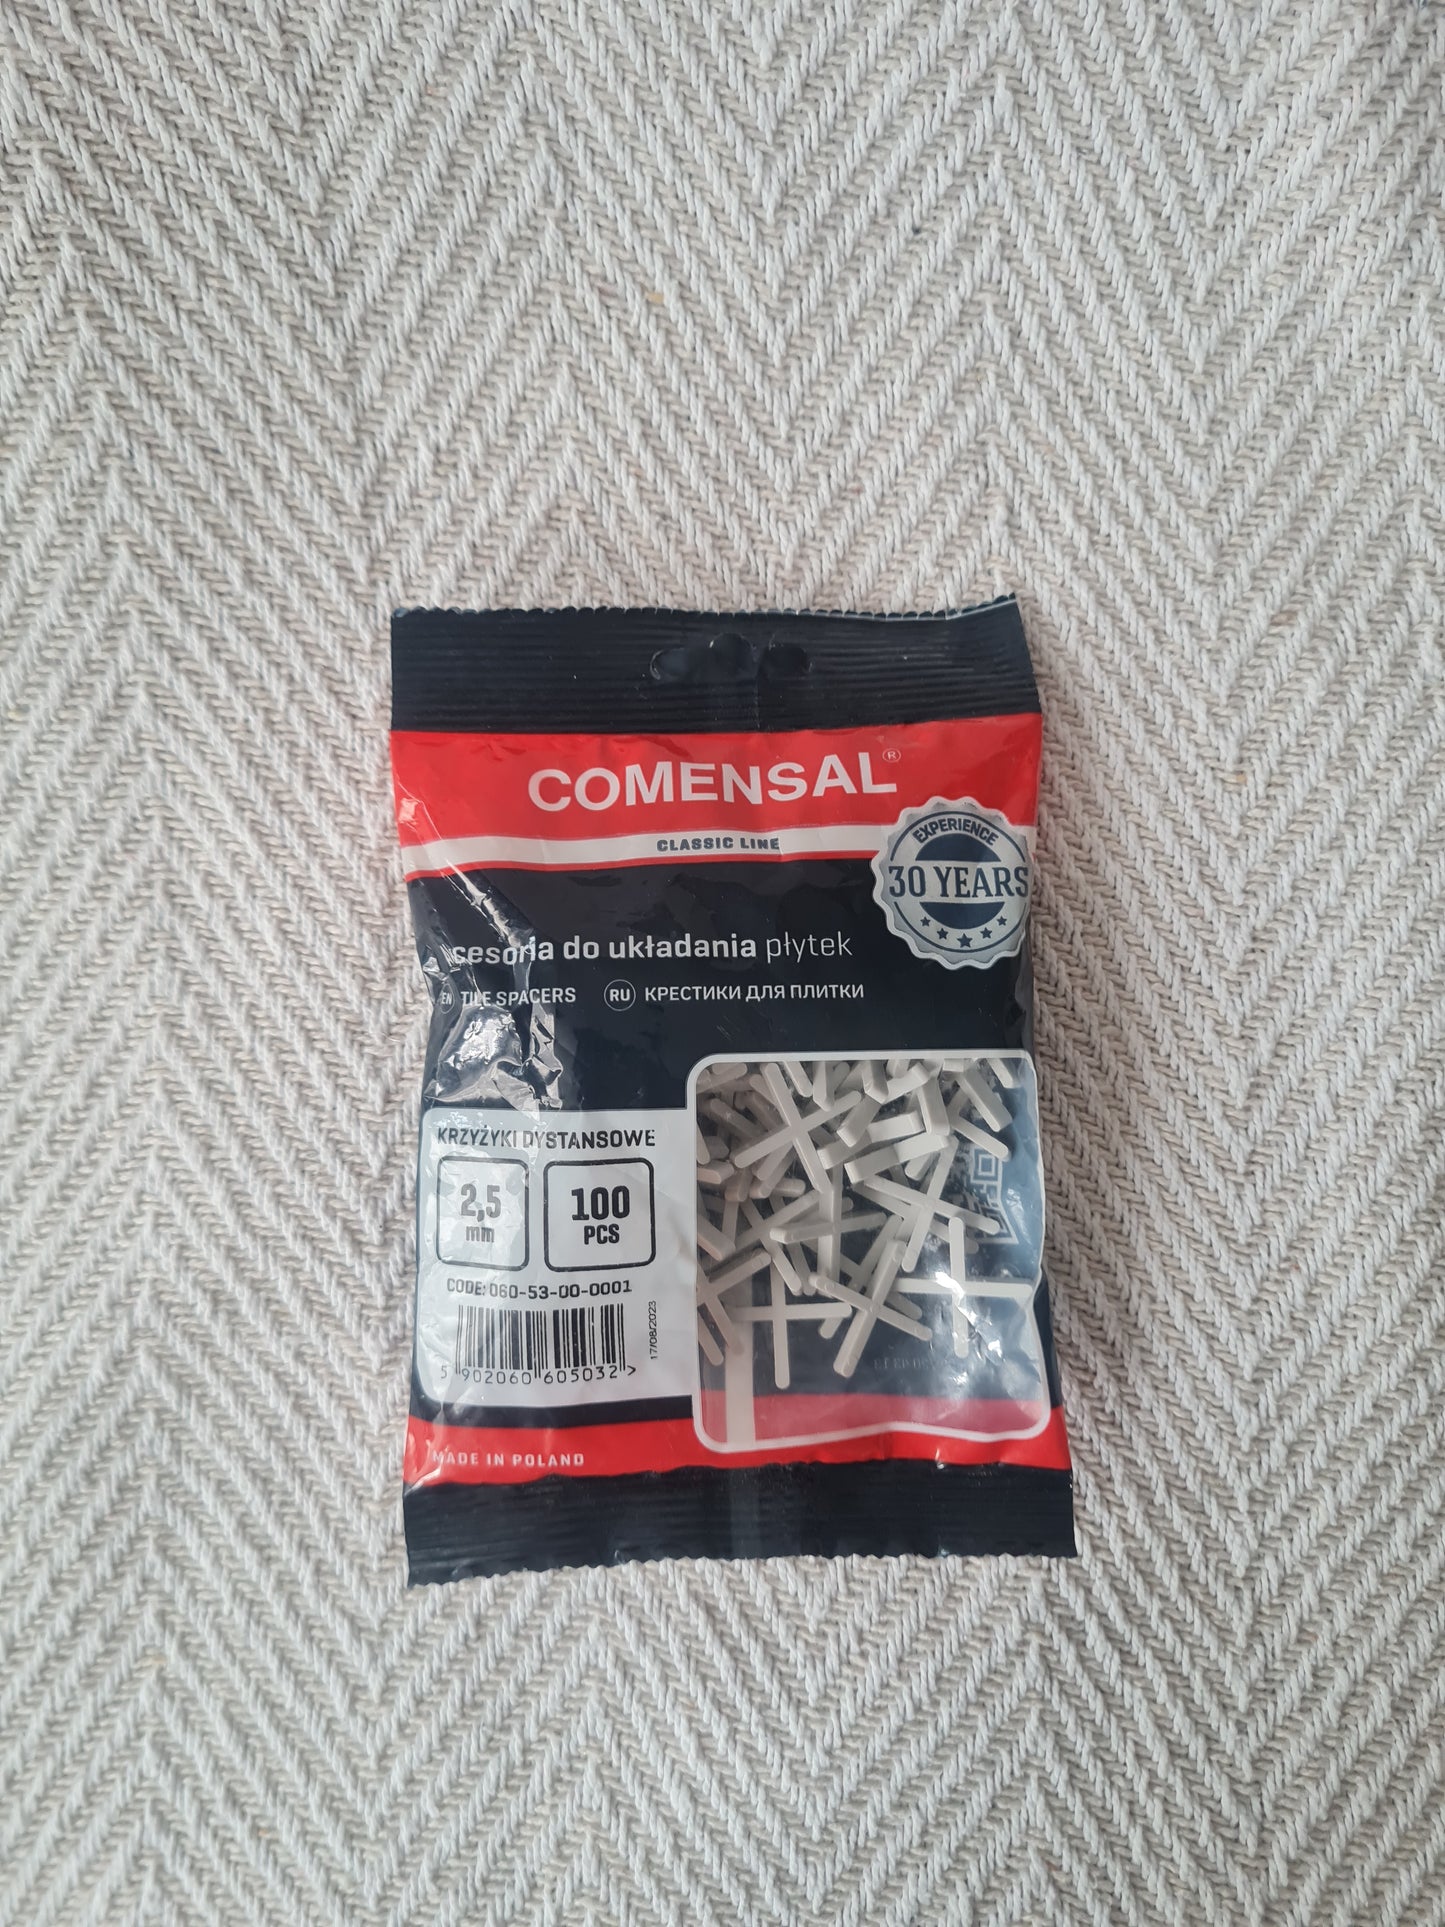 COMENSAL®
CLASSIC LINE
EXPERIENCE
30 YEARS
cesoria do układania płytek
EN TILE SPACERS RU КРЕСТИКИ ДЛЯ ПЛИТКИ
KRZYŻYKI DYSTANSOWE
2,5
mm
100
PCS
CODE: 060-53-00-0001
17/08/2023
5 902060 605032 >
MADE IN POLAND